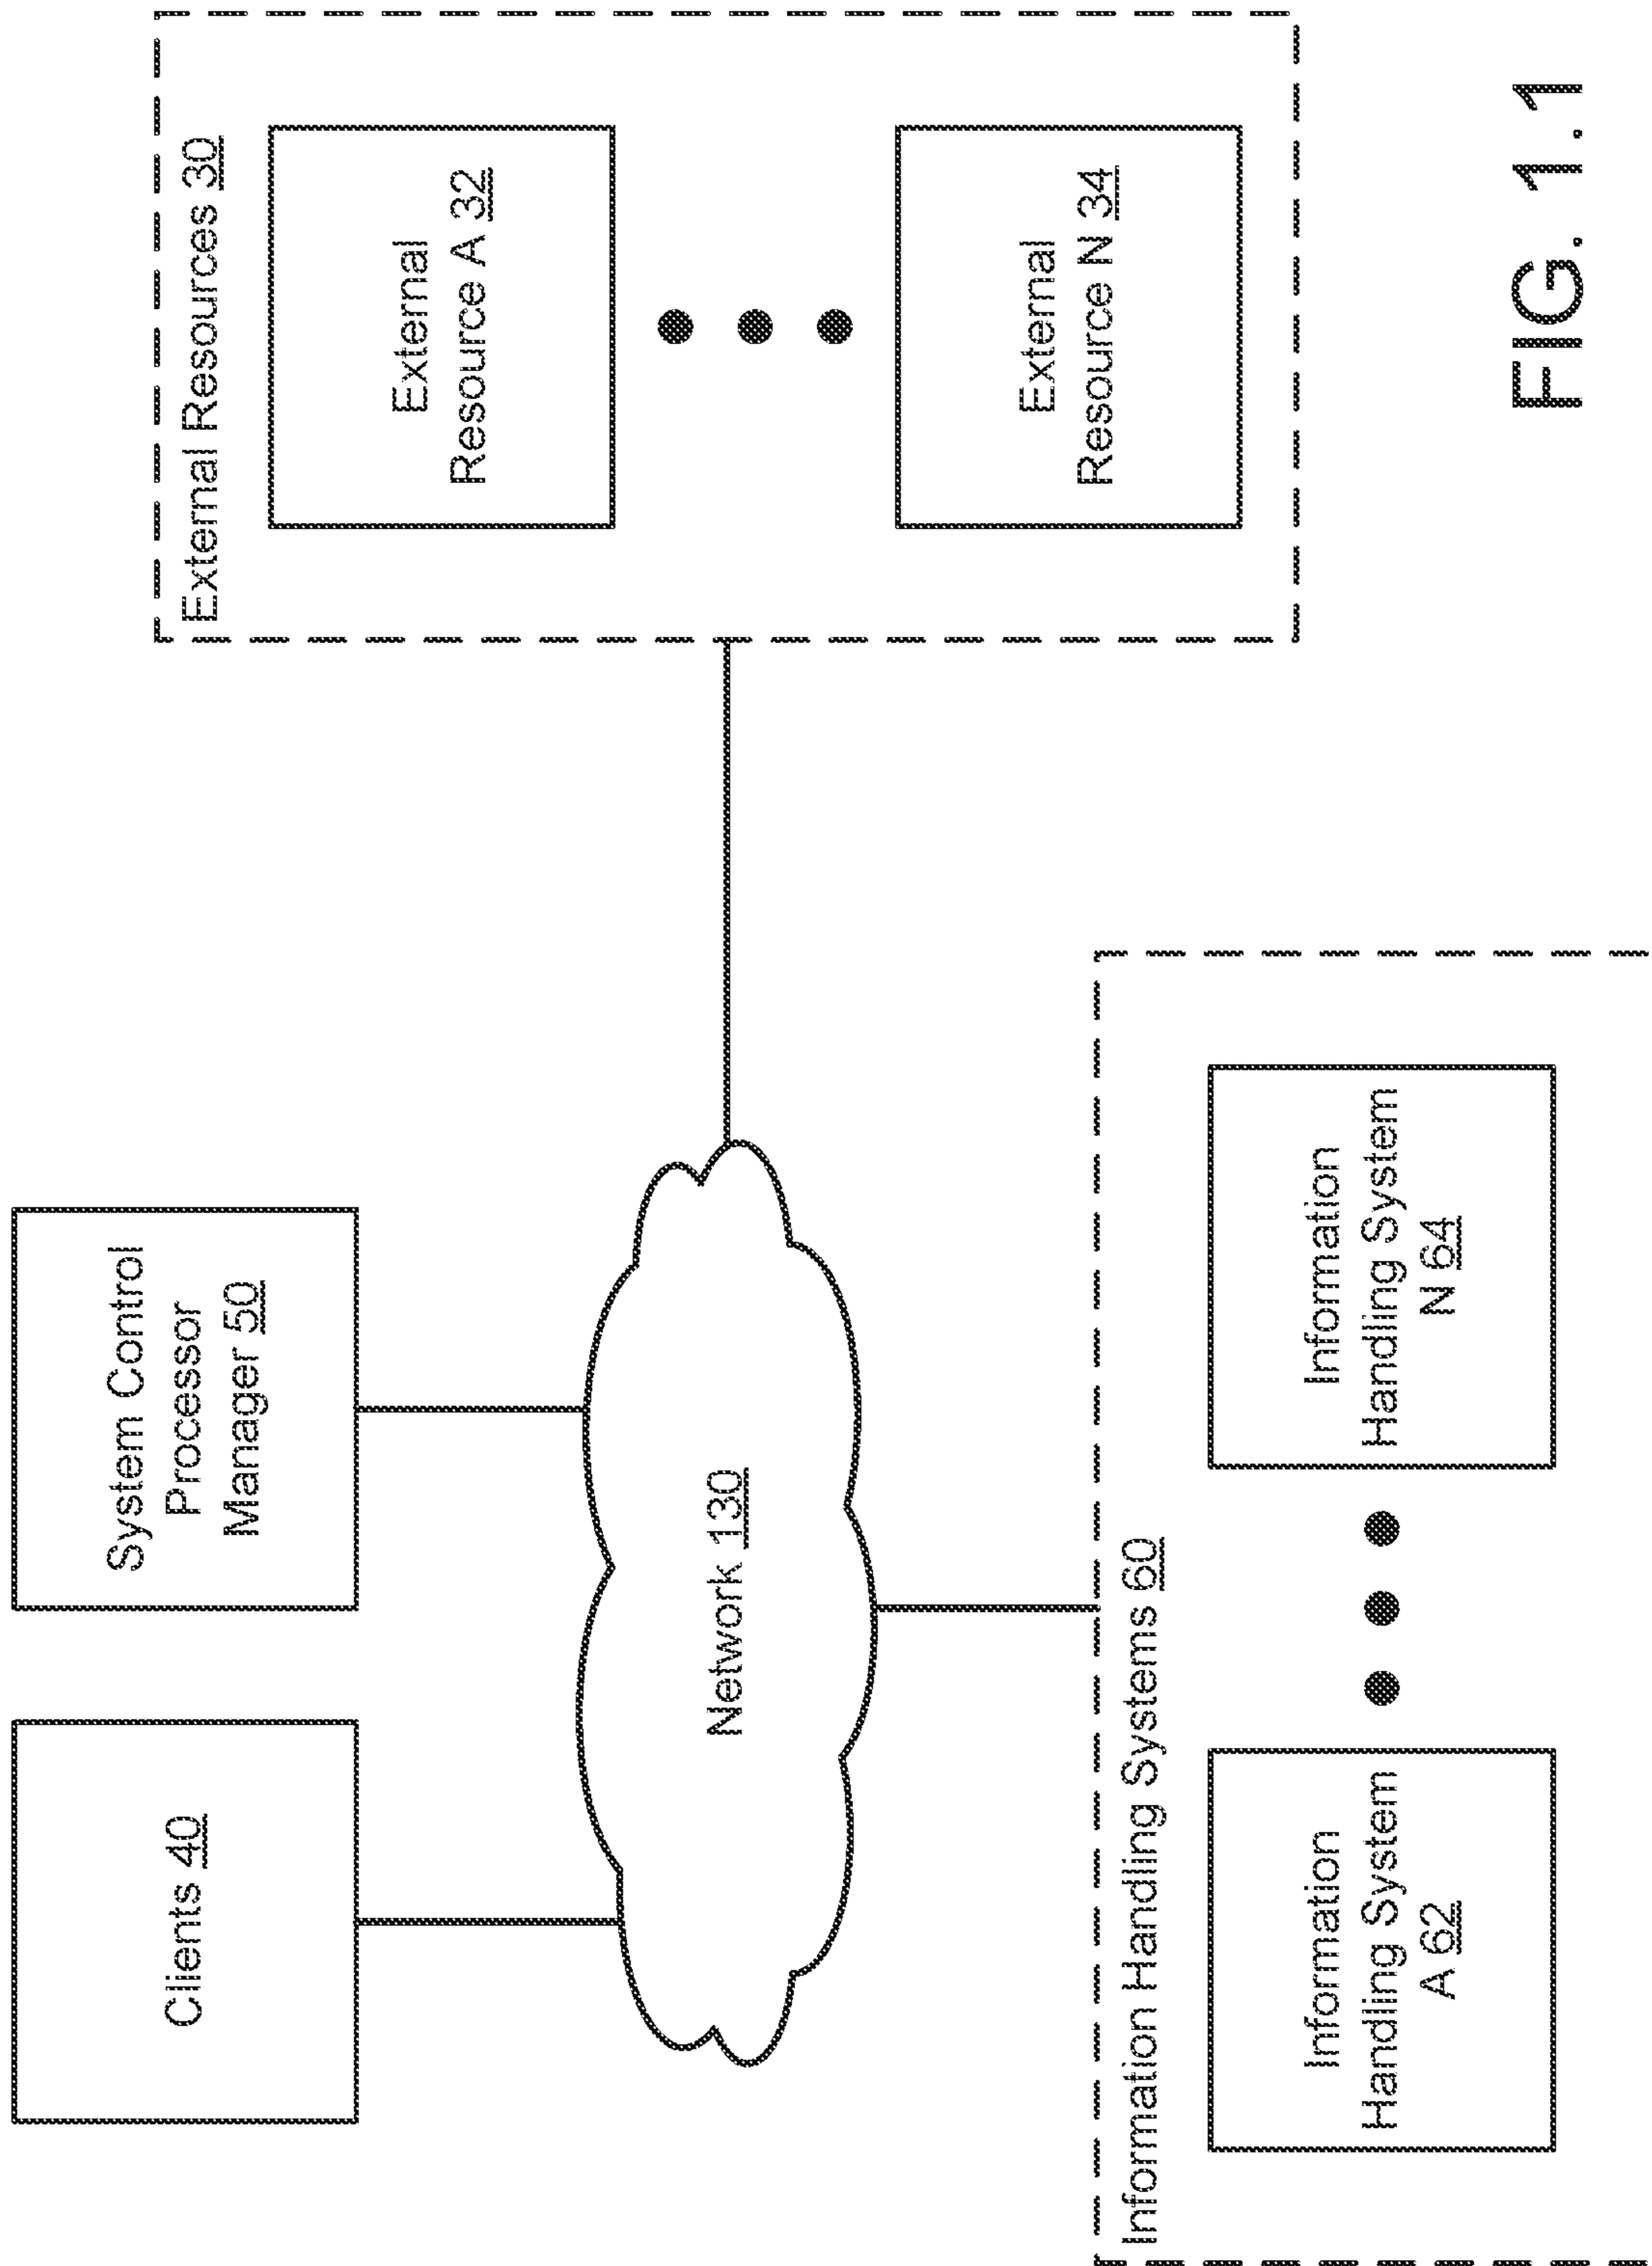 Clients 40
System Control
Processor
Manager 50
External Resources 30
External
Resource A 32
Network 130
External
Resource N 34
Information Handling Systems 60
Information
Handling System
A 62
Information
Handling System
N 64
FIG. 1.1